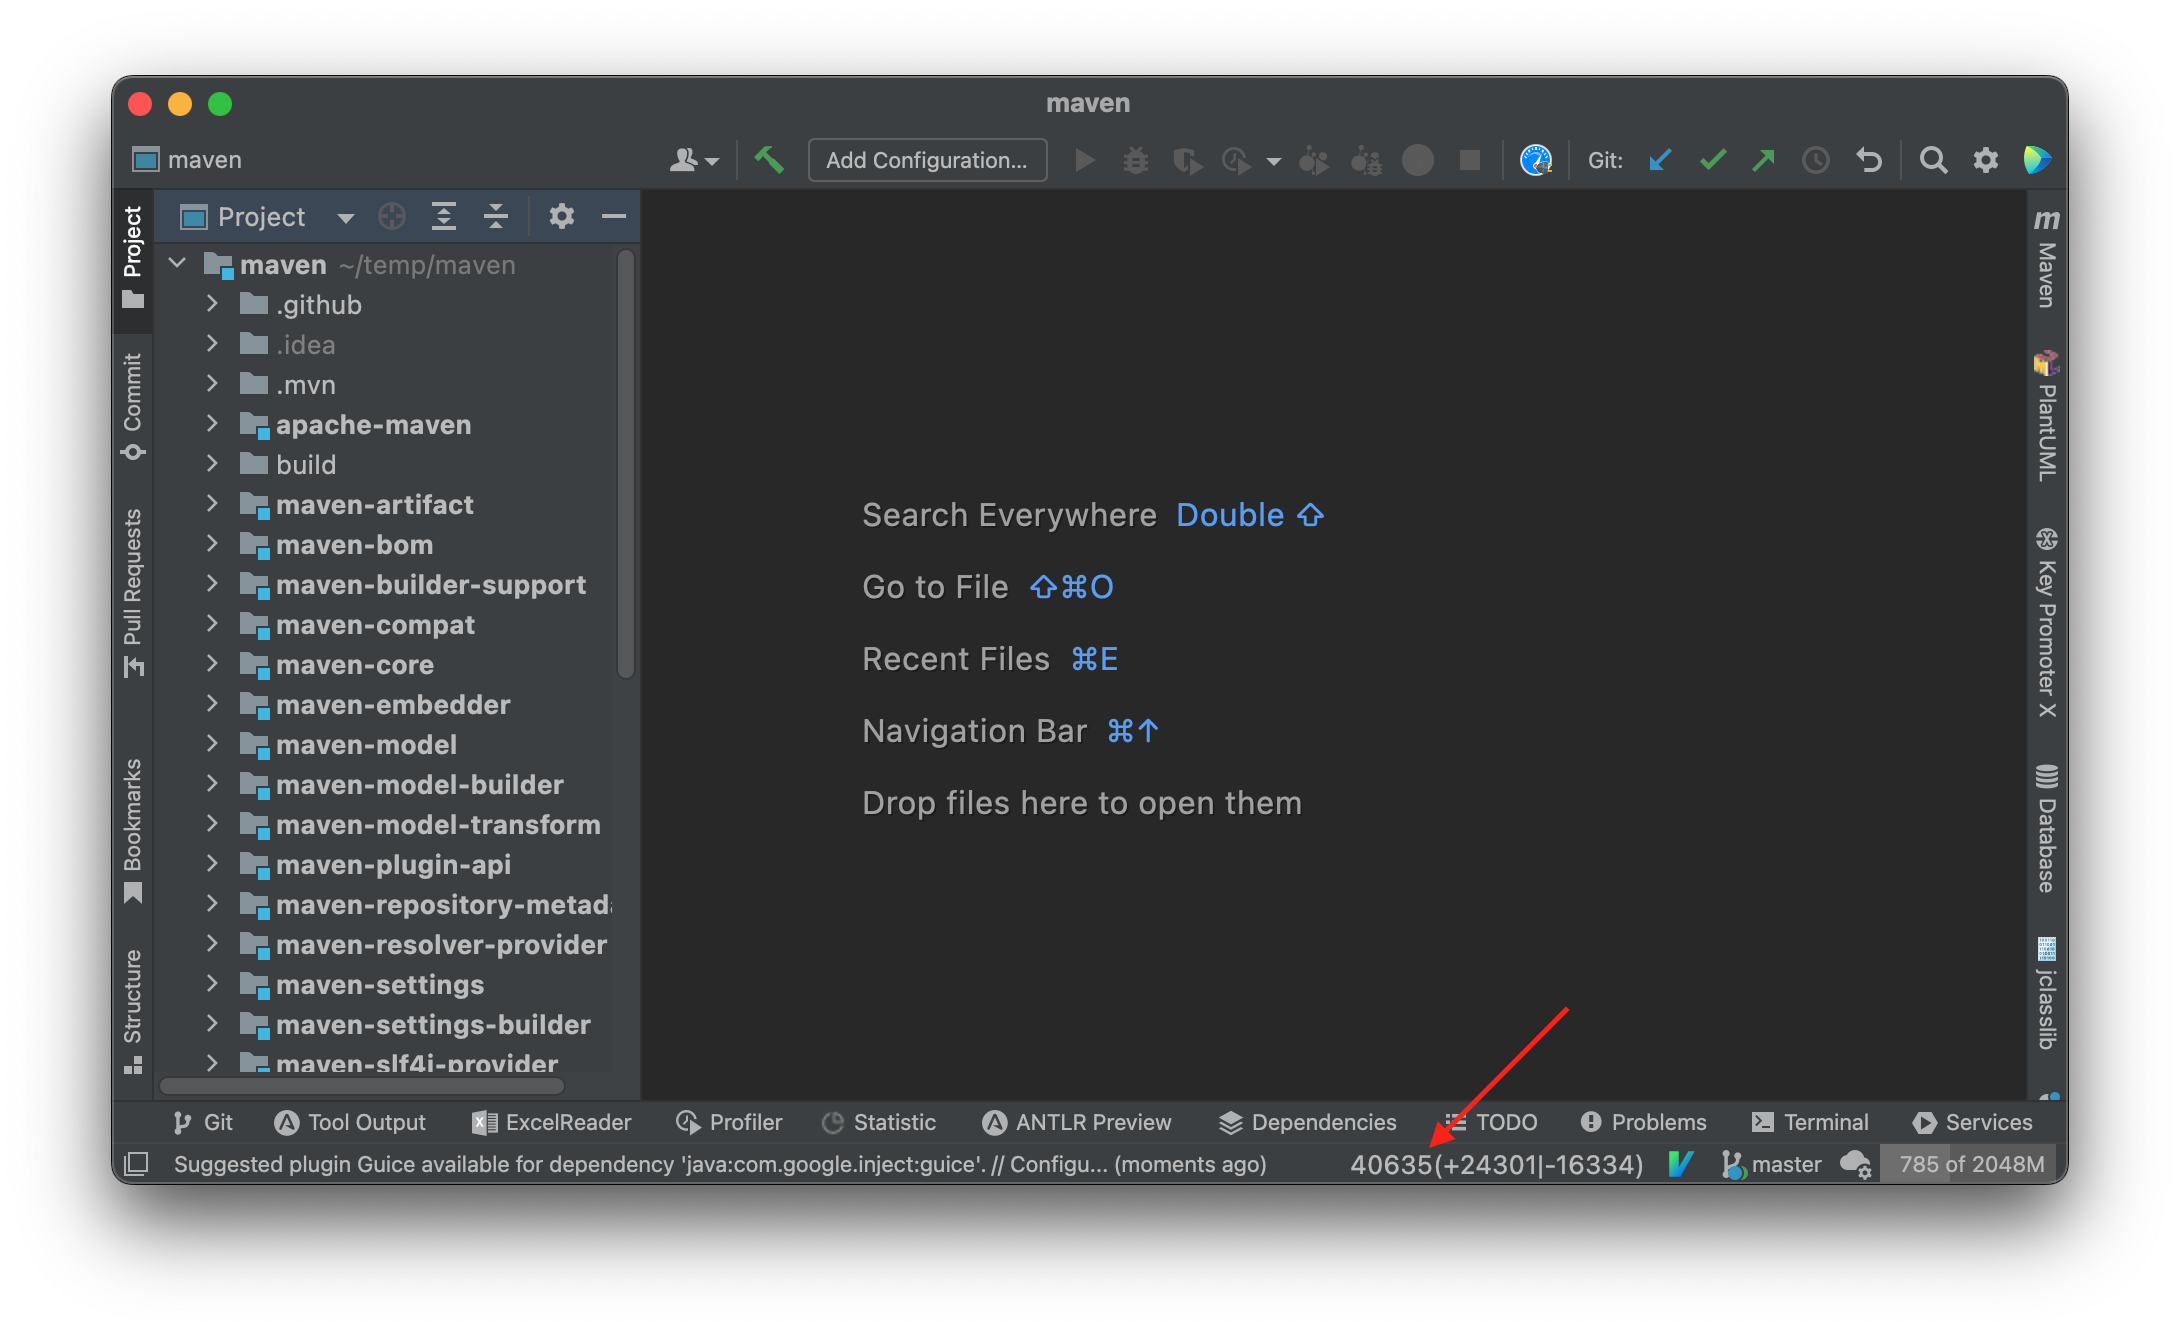 maven
maven
Add Configuration...
Git:
Project
Project
Commit
Pull Requests
Bookmarks
Structure
maven ~/temp/maven
.github
.idea
.mvn
apache-maven
build
maven-artifact
maven-bom
maven-builder-support
maven-compat
maven-core
maven-embedder
maven-model
maven-model-builder
maven-model-transform
maven-plugin-api
maven-repository-metada
maven-resolver-provider
maven-settings
maven-settings-builder
maven-slf4j-provider
Search Everywhere Double ⇧
Go to File ⇧⌘O
Recent Files ⌘E
Navigation Bar ⌘↑
Drop files here to open them
m Maven
PlantUML
Key Promoter X
Database
jclasslib
Git Tool Output ExcelReader Profiler Statistic ANTLR Preview Dependencies TODO Problems Terminal Services
Suggested plugin Guice available for dependency 'java:com.google.inject:guice'. // Configu... (moments ago) 40635(+24301|-16334) master 785 of 2048M